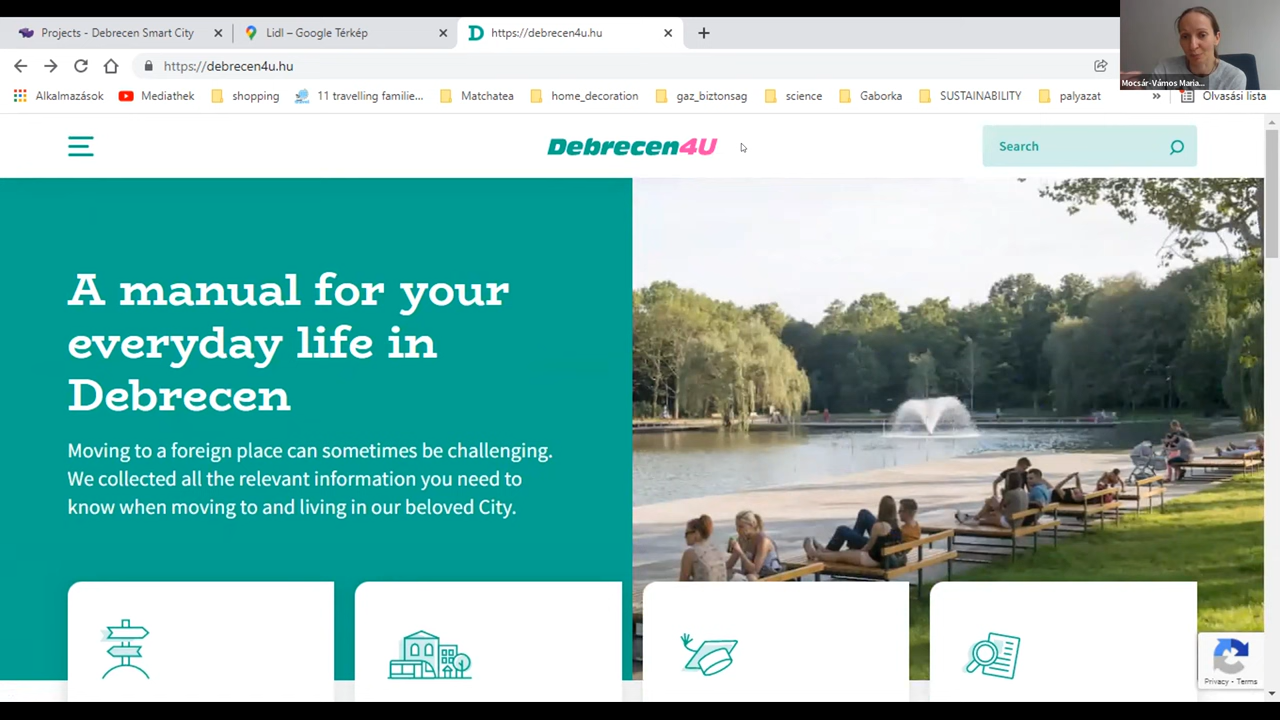 Projects - Debrecen Smart City
Lidl – Google Térkép
D https://debrecen4u.hu
https://debrecen4u.hu
Mocsár-Vámos Maria...
Alkalmazások
Mediathek
shopping
11 travelling familie...
home_decoration
gaz_biztonsag
science
Gaborka
SUSTAINABILITY
palyazat
»
Olvasási lista
Debrecen4U
Search
A manual for your
everyday life in
Debrecen
Moving to a foreign place can sometimes be challenging.
We collected all the relevant information you need to
know when moving to and living in our beloved City.
Privacy - Terms